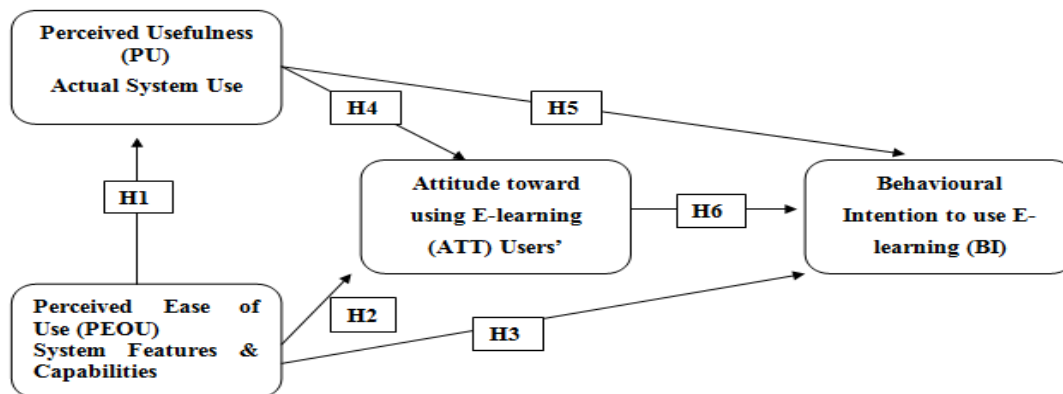 Perceived Usefulness
(PU)
Actual System Use
H4
H5
H1
Attitude toward
using E-learning
(ATT) Users’
H6
Behavioural
Intention to use E-
learning (BI)
Perceived Ease of
Use (PEOU)
System Features &
Capabilities
H2
H3